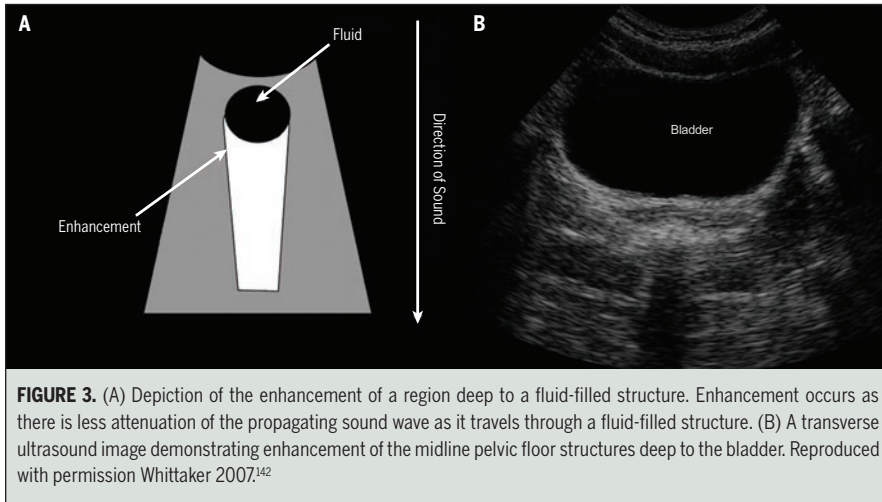 A
Fluid
Enhancement
Direction of Sound
B
Bladder
FIGURE 3. (A) Depiction of the enhancement of a region deep to a fluid-filled structure. Enhancement occurs as
there is less attenuation of the propagating sound wave as it travels through a fluid-filled structure. (B) A transverse
ultrasound image demonstrating enhancement of the midline pelvic floor structures deep to the bladder. Reproduced
with permission Whittaker 2007.142